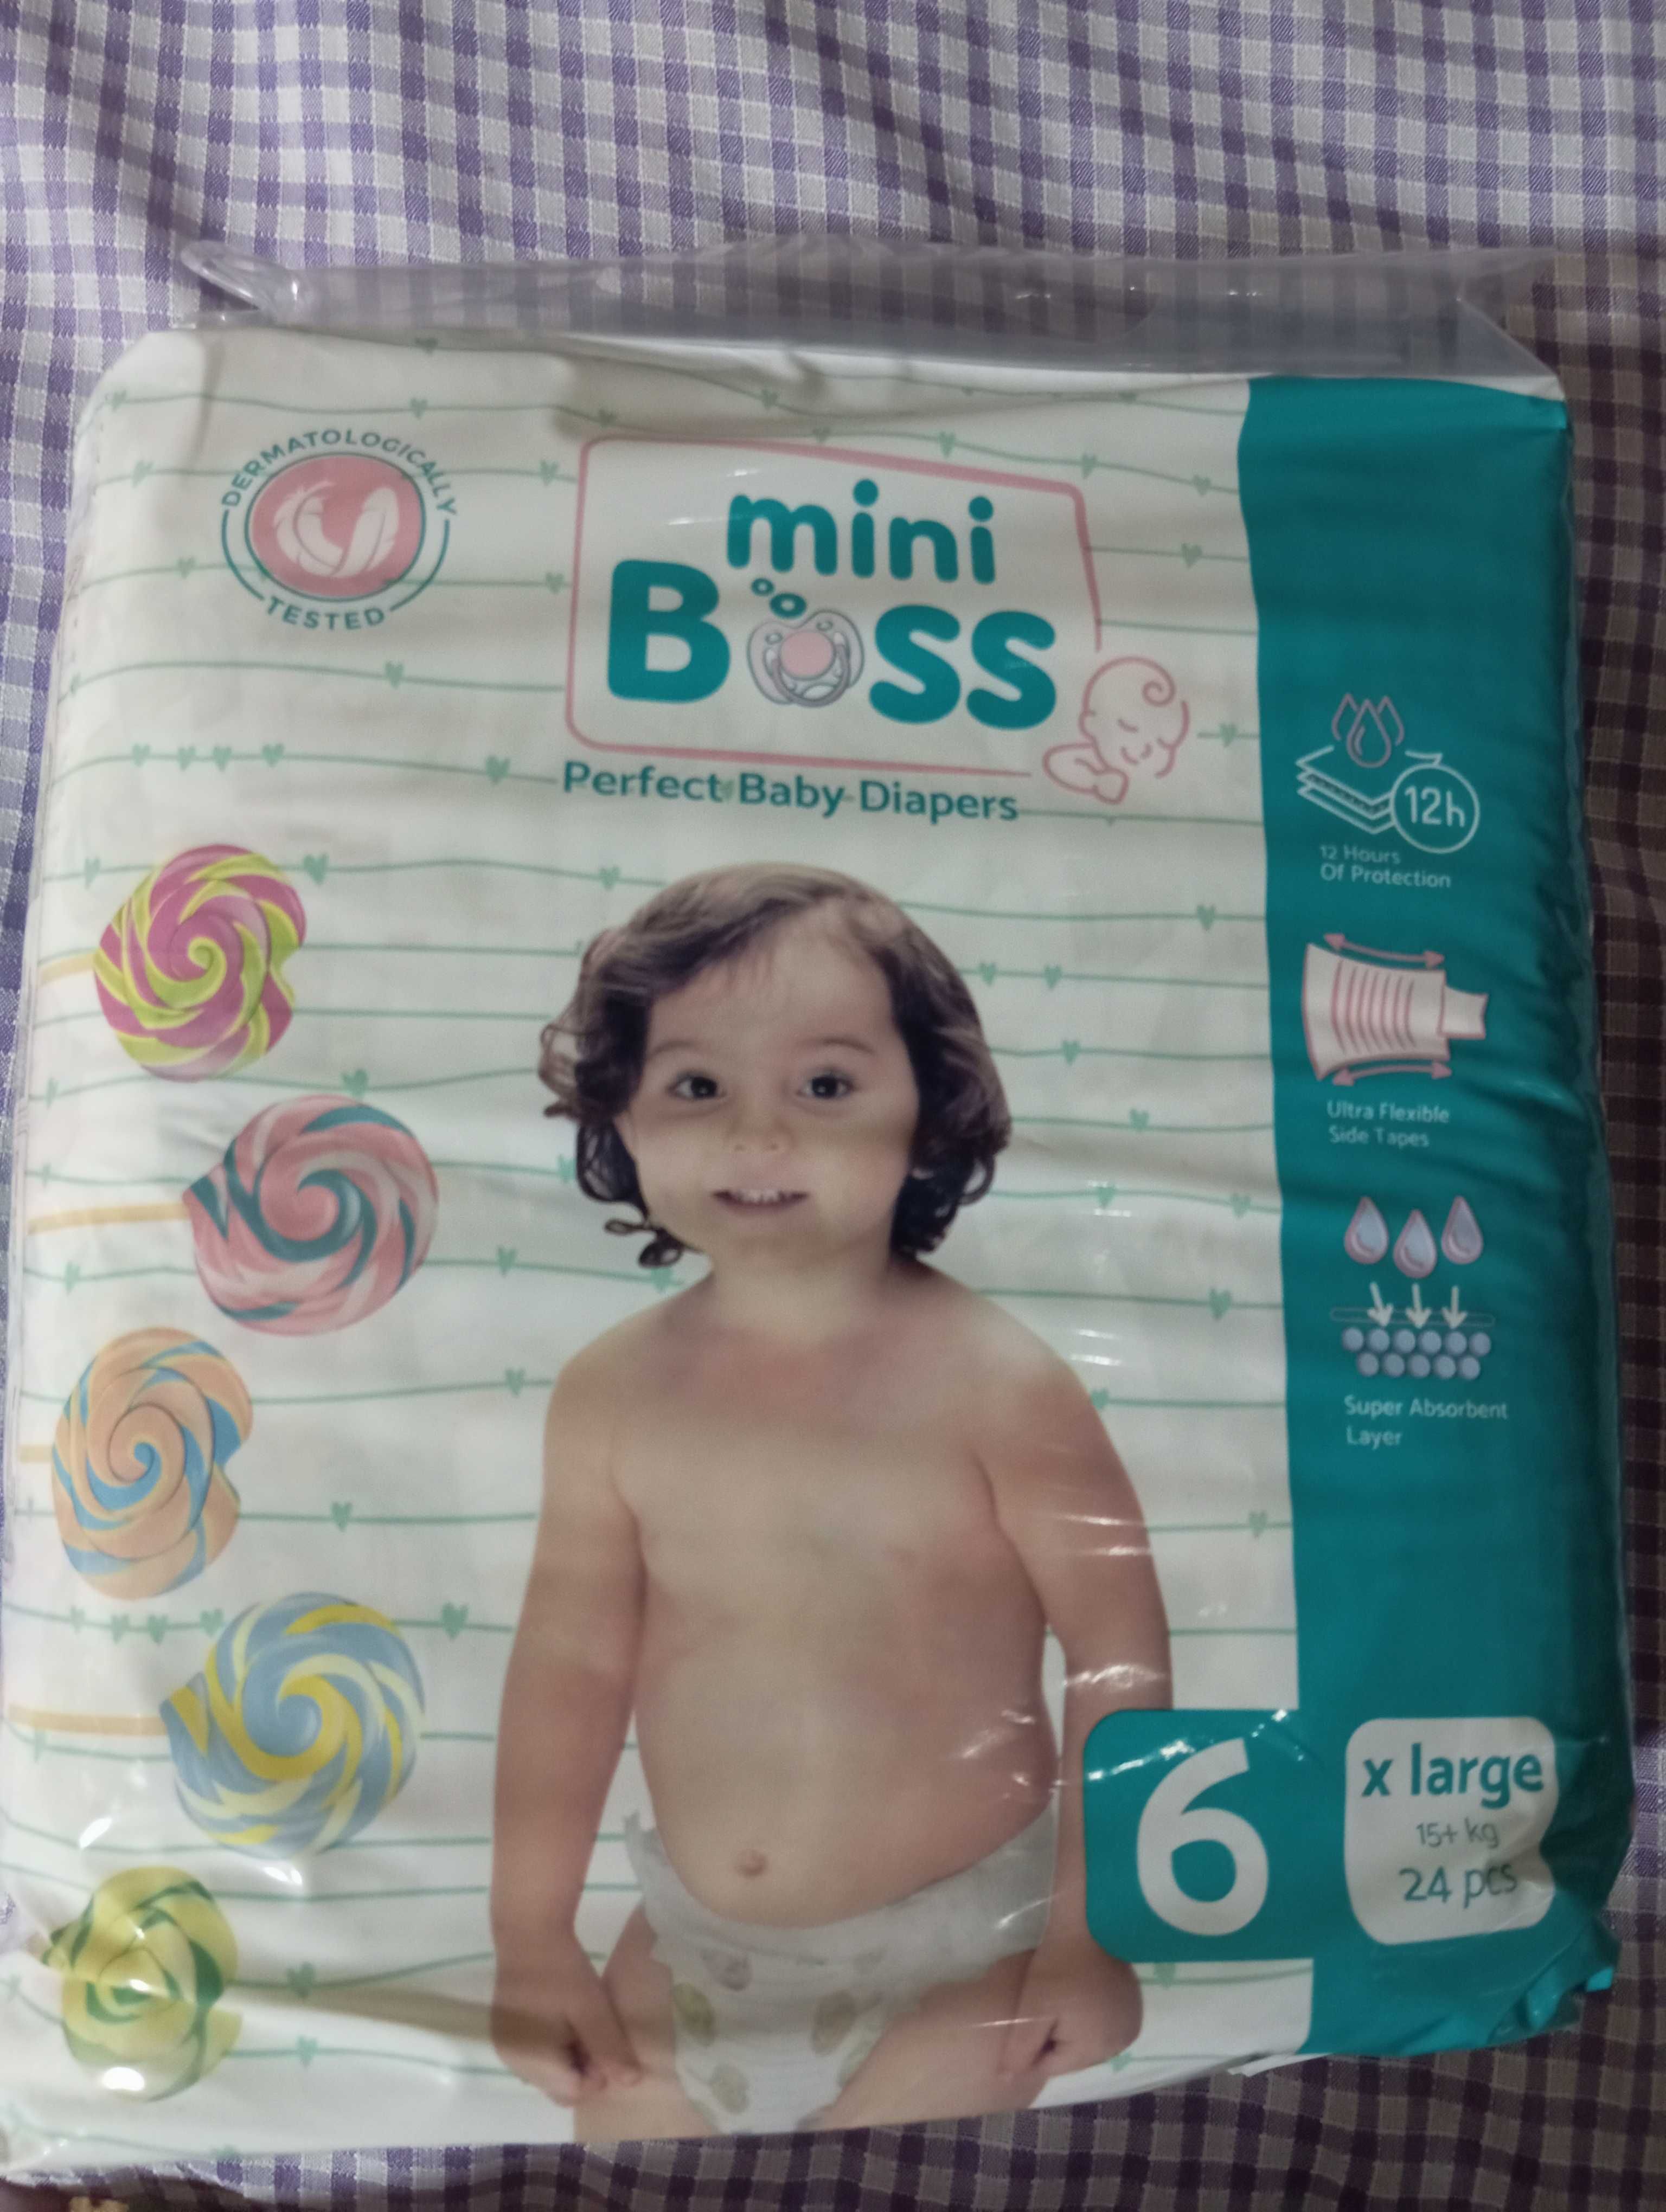 DERMATOLOGICALLY
TESTED
mini
Boss
Perfect Baby Diapers
12h
12 Hours
Of Protection
Ultra Flexible
Side Tapes
Super Absorbent
Layer
6
x large
15+ kg
24 pcs